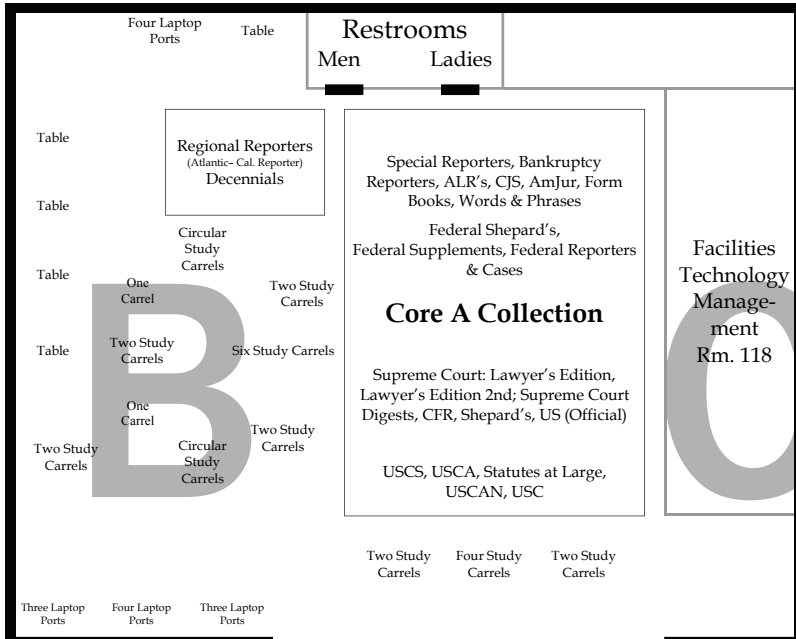 Four Laptop
Ports
Table
Restrooms
Men
Ladies
Table
Table
Table
Table
Regional Reporters
(Atlantic– Cal. Reporter)
Decennials
Circular
Study
Carrels
One
Carrel
Two Study
Carrels
Two Study
Carrels
Six Study Carrels
One
Carrel
Two Study
Carrels
Circular
Study
Carrels
Two Study
Carrels
B
Special Reporters, Bankruptcy
Reporters, ALR's, CJS, AmJur, Form
Books, Words & Phrases
Federal Shepard's,
Federal Supplements, Federal Reporters
& Cases
Core A Collection
Supreme Court: Lawyer's Edition,
Lawyer's Edition 2nd; Supreme Court
Digests, CFR, Shepard's, US (Official)
USCS, USCA, Statutes at Large,
USCAN, USC
Facilities
Technology
Manage-
ment
Rm. 118
Two Study
Carrels
Four Study
Carrels
Two Study
Carrels
Three Laptop
Ports
Four Laptop
Ports
Three Laptop
Ports